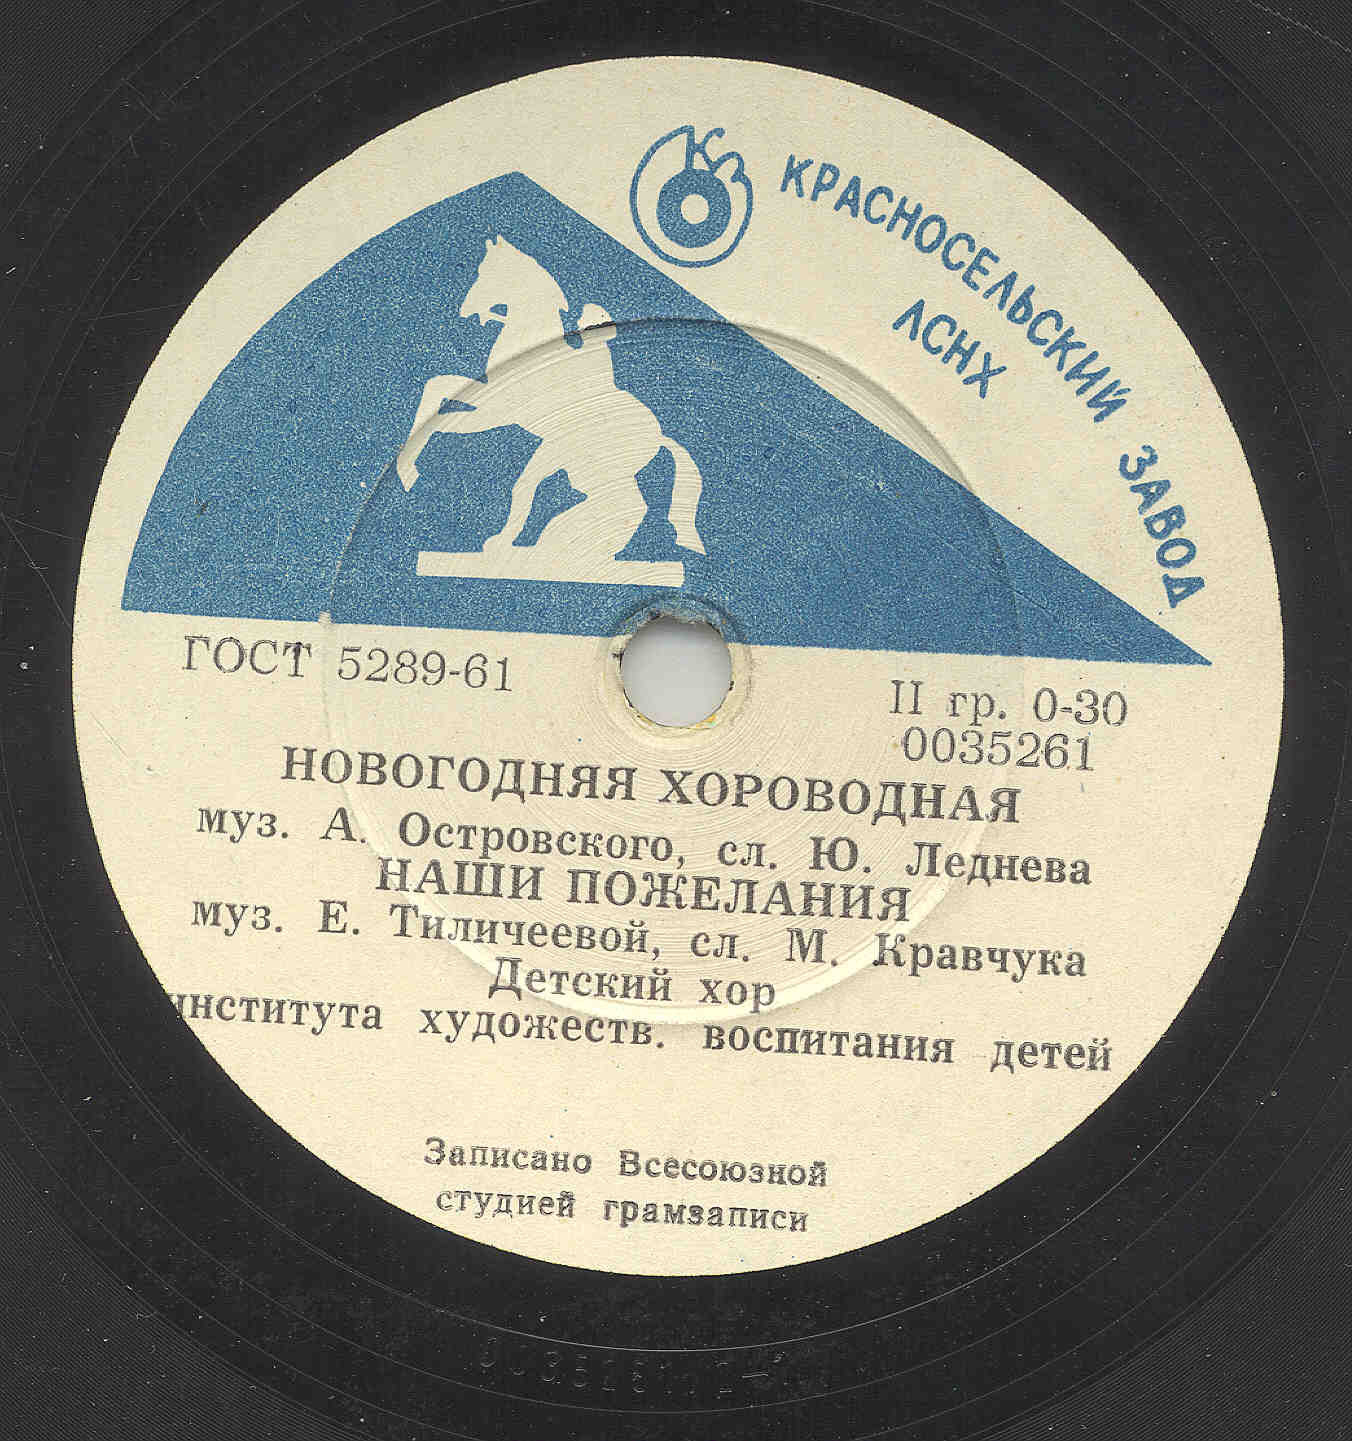 КРАСНОСЕЛЬСКИЙ ЗАВОД
ЛСНХ
ГОСТ 5289-61
II гр. 0-30
0035261
НОВОГОДНЯЯ ХОРОВОДНАЯ
муз. А. Островского, сл. Ю. Леднева
НАШИ ПОЖЕЛАНИЯ
муз. Е. Тиличеевой, сл. М. Кравчука
Детский хор
института художеств. воспитания детей
Записано Всесоюзной
студией грамзаписи